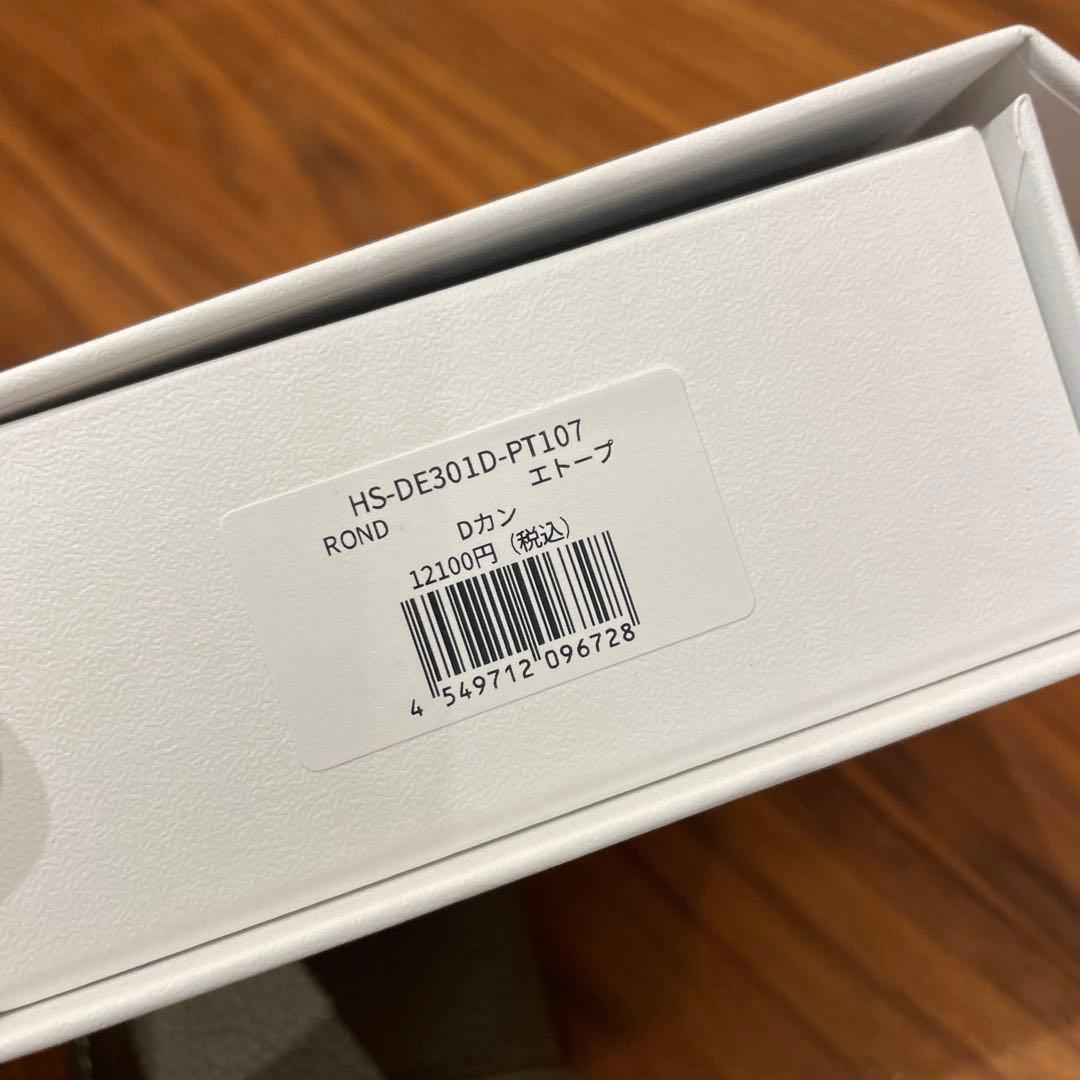 HS-DE301D-PT107
エトープ
ROND Dカン
12100円 (税込)
4 549712 096728